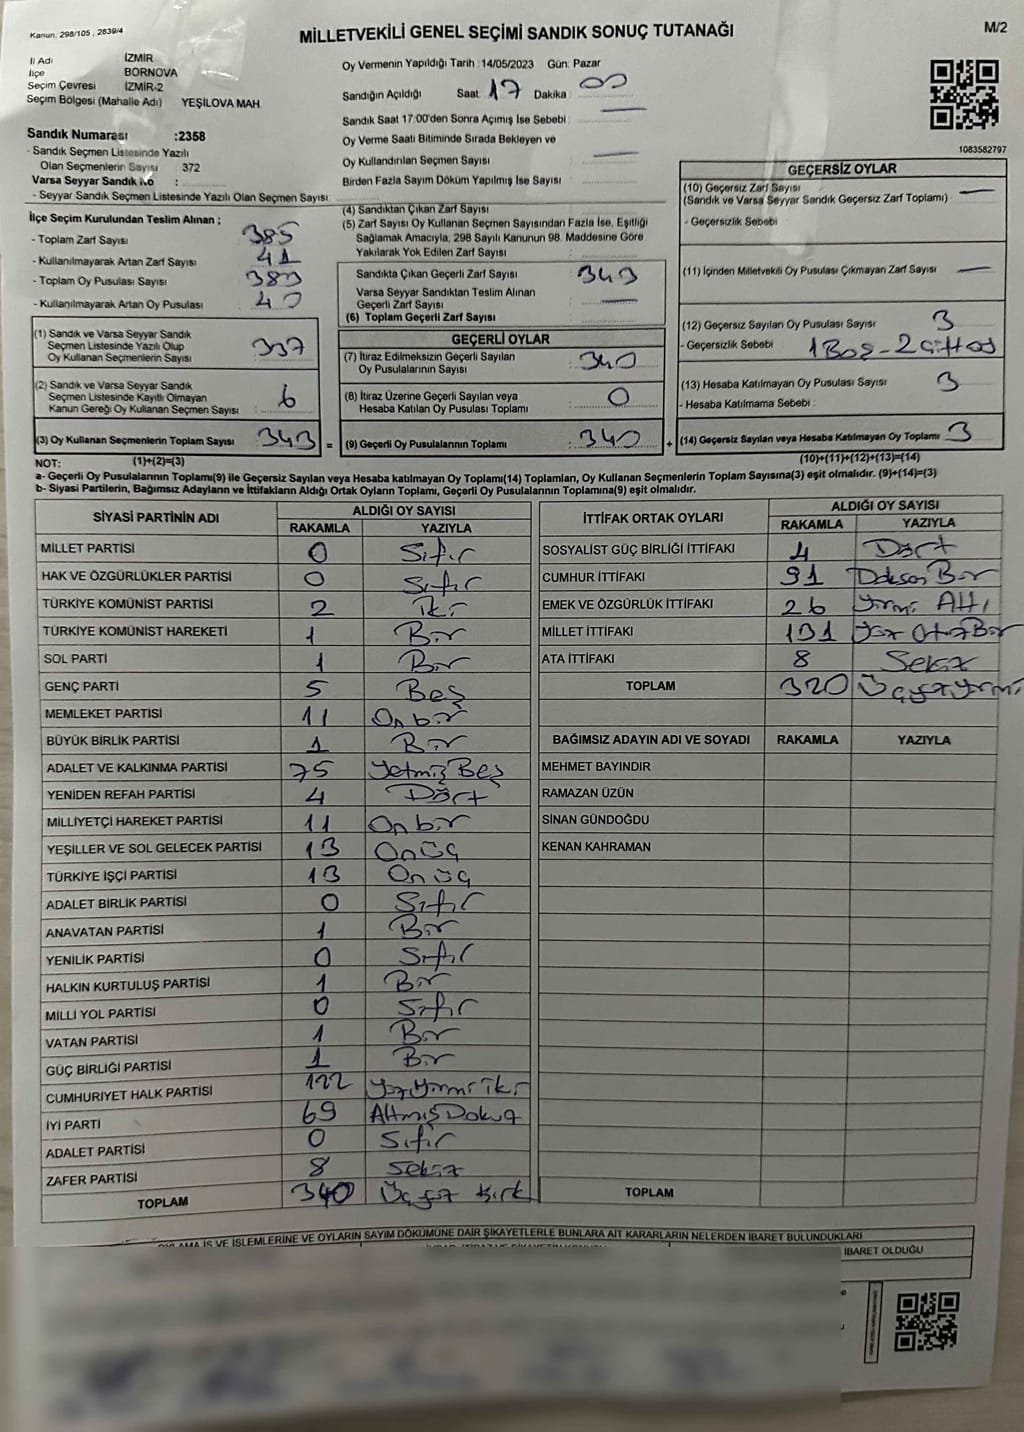 Kanun, 298/105 , 2839/4
MİLLETVEKİLİ GENEL SEÇİMİ SANDIK SONUÇ TUTANAĞI
M/2
İl Adı İZMİR
İlçe BORNOVA
Seçim Çevresi İZMİR-2
Seçim Bölgesi (Mahalle Adı) YEŞİLOVA MAH.
Sandık Numarası :2358
- Sandık Seçmen Listesinde Yazılı
Olan Seçmenlerin Sayısı : 372
Varsa Seyyar Sandık No :
- Seyyar Sandık Seçmen Listesinde Yazılı Olan Seçmen Sayısı :
Oy Vermenin Yapıldığı Tarih :14/05/2023 Gün: Pazar
Sandığın Açıldığı Saat: 17 Dakika : 00
Sandık Saat 17:00'den Sonra Açımış İse Sebebi : —
Oy Verme Saati Bitiminde Sırada Bekleyen ve
Oy Kullandırılan Seçmen Sayısı : —
Birden Fazla Sayım Döküm Yapılmış İse Sayısı :
1083582797
İlçe Seçim Kurulundan Teslim Alınan ;
- Toplam Zarf Sayısı : 385
- Kullanılmayarak Artan Zarf Sayısı : 41
- Toplam Oy Pusulası Sayısı : 383
- Kullanılmayarak Artan Oy Pusulası : 40
(1) Sandık ve Varsa Seyyar Sandık
Seçmen Listesinde Yazılı Olup
Oy Kullanan Seçmenlerin Sayısı : 337
(2) Sandık ve Varsa Seyyar Sandık
Seçmen Listesinde Kayıtlı Olmayan
Kanun Gereği Oy Kullanan Seçmen Sayısı : 6
(3) Oy Kullanan Seçmenlerin Toplam Sayısı : 343 =
(1)+(2)=(3)
(4) Sandıktan Çıkan Zarf Sayısı
(5) Zarf Sayısı Oy Kullanan Seçmen Sayısından Fazla İse, Eşitliği
Sağlamak Amacıyla, 298 Sayılı Kanunun 98. Maddesine Göre
Yakılarak Yok Edilen Zarf Sayısı :
Sandıkta Çıkan Geçerli Zarf Sayısı : 343
Varsa Seyyar Sandıktan Teslim Alınan
Geçerli Zarf Sayısı : —
(6) Toplam Geçerli Zarf Sayısı :
GEÇERLİ OYLAR
(7) İtiraz Edilmeksizin Geçerli Sayılan
Oy Pusulalarının Sayısı : 340
(8) İtiraz Üzerine Geçerli Sayılan veya
Hesaba Katılan Oy Pusulası Toplamı : 0
(9) Geçerli Oy Pusulalarının Toplamı : 340 +
GEÇERSİZ OYLAR
(10) Geçersiz Zarf Sayısı : —
(Sandık ve Varsa Seyyar Sandık Geçersiz Zarf Toplamı) :
- Geçersizlik Sebebi :
(11) İçinden Milletvekili Oy Pusulası Çıkmayan Zarf Sayısı : —
(12) Geçersiz Sayılan Oy Pusulası Sayısı : 3
- Geçersizlik Sebebi : 1 Boş - 2
(13) Hesaba Katılmayan Oy Pusulası Sayısı : 3
- Hesaba Katılmama Sebebi :
(14) Geçersiz Sayılan veya Hesaba Katılmayan Oy Toplamı : 3
(10)+(11)+(12)+(13)=(14)
NOT:
a- Geçerli Oy Pusulalarının Toplamı(9) ile Geçersiz Sayılan veya Hesaba katılmayan Oy Toplamı(14) Toplamları, Oy Kullanan Seçmenlerin Toplam Sayısına(3) eşit olmalıdır. (9)+(14)=(3)
b- Siyasi Partilerin, Bağımsız Adayların ve İttifakların Aldığı Ortak Oyların Toplamı, Geçerli Oy Pusulalarının Toplamına(9) eşit olmalıdır.
SİYASİ PARTİNİN ADI
ALDIĞI OY SAYISI
RAKAMLA YAZIYLA
MİLLET PARTİSİ 0 Sıfır
HAK VE ÖZGÜRLÜKLER PARTİSİ 0 Sıfır
TÜRKİYE KOMÜNİST PARTİSİ 2 İki
TÜRKİYE KOMÜNİST HAREKETİ 1 Bir
SOL PARTİ 1 Bir
GENÇ PARTİ 5 Beş
MEMLEKET PARTİSİ 11 Onbir
BÜYÜK BİRLİK PARTİSİ 1 Bir
ADALET VE KALKINMA PARTİSİ 75 Yetmiş Beş
YENİDEN REFAH PARTİSİ 4 Dört
MİLLİYETÇİ HAREKET PARTİSİ 11 Onbir
YEŞİLLER VE SOL GELECEK PARTİSİ 13 Onüç
TÜRKİYE İŞÇİ PARTİSİ 13 Onüç
ADALET BİRLİK PARTİSİ 0 Sıfır
ANAVATAN PARTİSİ 1 Bir
YENİLİK PARTİSİ 0 Sıfır
HALKIN KURTULUŞ PARTİSİ 1 Bir
MİLLİ YOL PARTİSİ 0 Sıfır
VATAN PARTİSİ 1 Bir
GÜÇ BİRLİĞİ PARTİSİ 1 Bir
CUMHURİYET HALK PARTİSİ 122 Yüzyirmi iki
İYİ PARTİ 69 Altmış Dokuz
ADALET PARTİSİ 0 Sıfır
ZAFER PARTİSİ 8 Sekiz
TOPLAM 340 Üçyüz Kırk
İTTİFAK ORTAK OYLARI
ALDIĞI OY SAYISI
RAKAMLA YAZIYLA
SOSYALİST GÜÇ BİRLİĞİ İTTİFAKI 4 Dört
CUMHUR İTTİFAKI 91 Doksan Bir
EMEK VE ÖZGÜRLÜK İTTİFAKI 26 Yirmi Altı
MİLLET İTTİFAKI 191 Yüz Bir
ATA İTTİFAKI 8 Sekiz
TOPLAM 320 Üçyüzyirmi
BAĞIMSIZ ADAYIN ADI VE SOYADI RAKAMLA YAZIYLA
MEHMET BAYINDIR
RAMAZAN ÜZÜN
SİNAN GÜNDOĞDU
KENAN KAHRAMAN
TOPLAM
İŞ VE İŞLEMLERİNE VE OYLARIN SAYIM DÖKÜMÜNE DAİR ŞİKAYETLERLE BUNLARA AİT KARARLARIN NELERDEN İBARET BULUNDUKLARI
İBARET OLDUĞU